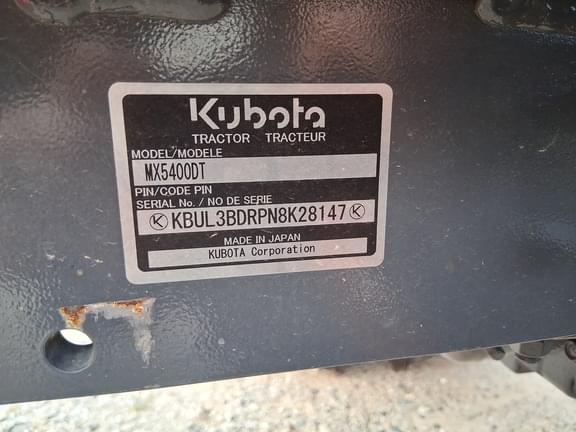 Kubota
TRACTOR TRACTEUR
MODEL/MODELE
MX5400DT
PIN/CODE PIN
SERIAL No. / NO DE SERIE
KBUL3BDRPN8K28147
MADE IN JAPAN
KUBOTA Corporation